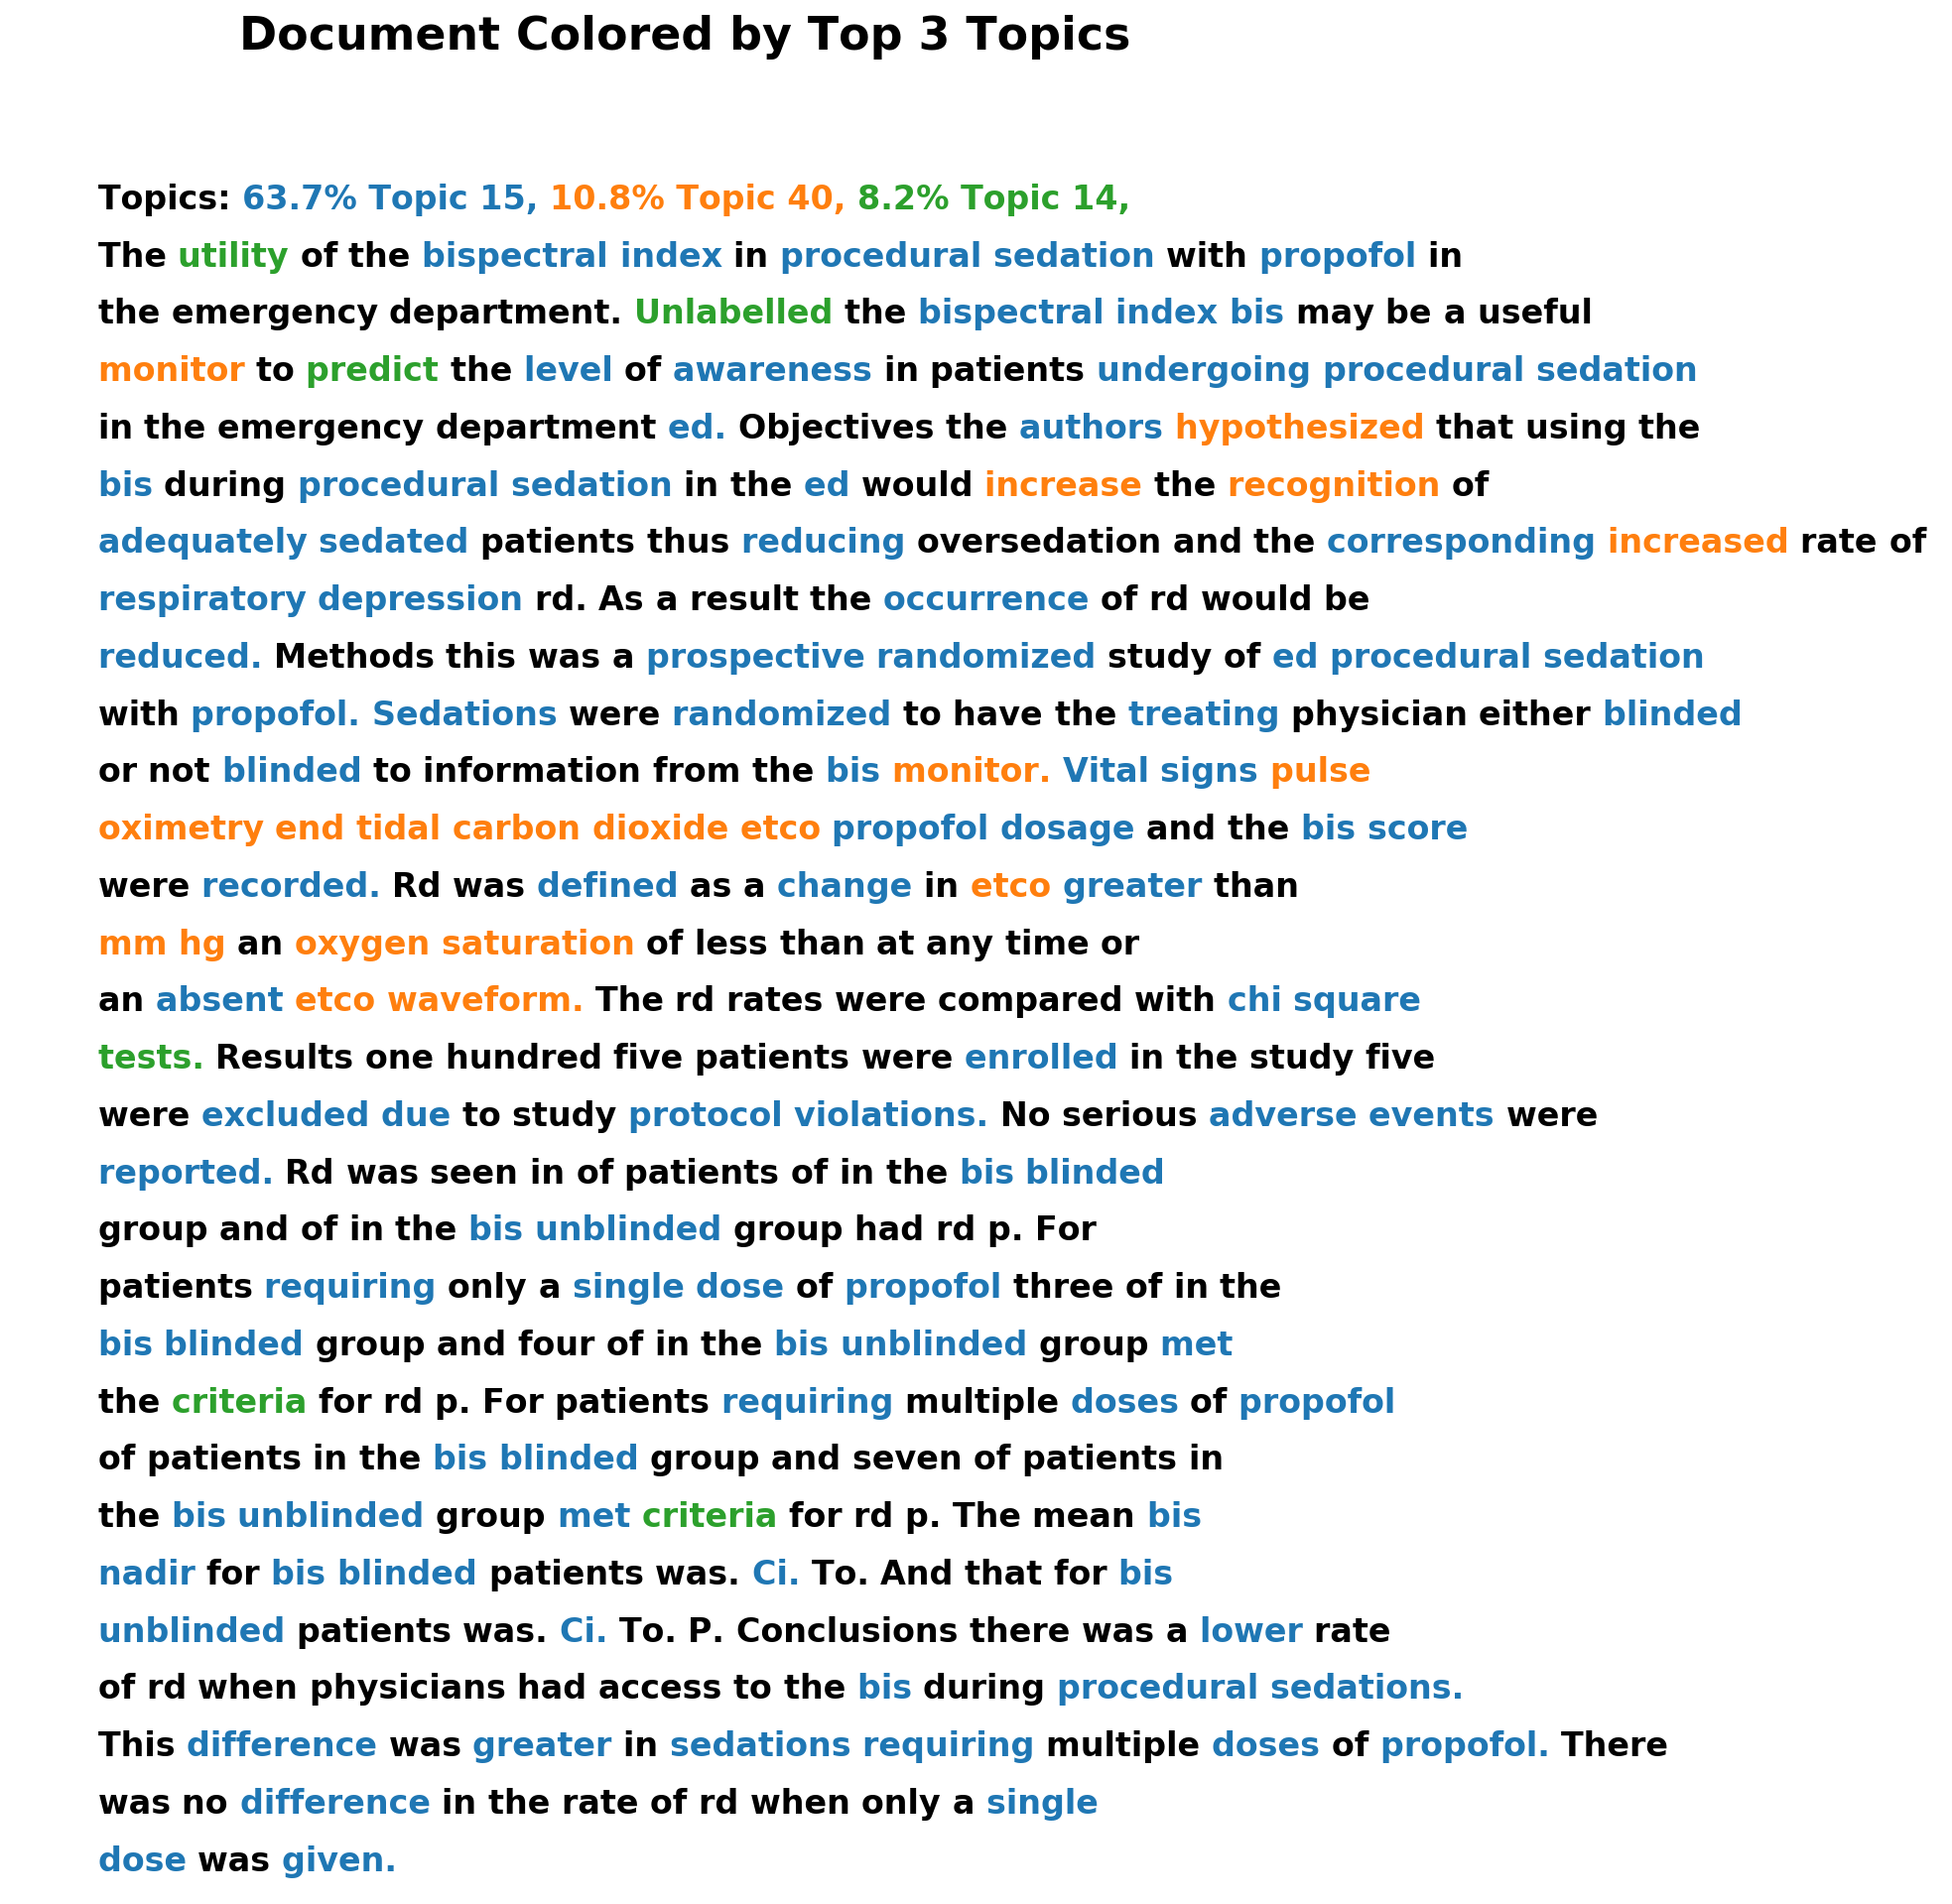 Document Colored by Top 3 Topics
Topics: 63.7% Topic 15, 10.8% Topic 40, 8.2% Topic 14,
The utility of the bispectral index in procedural sedation with propofol in
the emergency department. Unlabelled the bispectral index bis may be a useful
monitor to predict the level of awareness in patients undergoing procedural sedation
in the emergency department ed. Objectives the authors hypothesized that using the
bis during procedural sedation in the ed would increase the recognition of
adequately sedated patients thus reducing oversedation and the corresponding increased rate of
respiratory depression rd. As a result the occurrence of rd would be
reduced. Methods this was a prospective randomized study of ed procedural sedation
with propofol. Sedations were randomized to have the treating physician either blinded
or not blinded to information from the bis monitor. Vital signs pulse
oximetry end tidal carbon dioxide etco propofol dosage and the bis score
were recorded. Rd was defined as a change in etco greater than
mm hg an oxygen saturation of less than at any time or
an absent etco waveform. The rd rates were compared with chi square
tests. Results one hundred five patients were enrolled in the study five
were excluded due to study protocol violations. No serious adverse events were
reported. Rd was seen in of patients of in the bis blinded
group and of in the bis unblinded group had rd p. For
patients requiring only a single dose of propofol three of in the
bis blinded group and four of in the bis unblinded group met
the criteria for rd p. For patients requiring multiple doses of propofol
of patients in the bis blinded group and seven of patients in
the bis unblinded group met criteria for rd p. The mean bis
nadir for bis blinded patients was. Ci. To. And that for bis
unblinded patients was. Ci. To. P. Conclusions there was a lower rate
of rd when physicians had access to the bis during procedural sedations.
This difference was greater in sedations requiring multiple doses of propofol. There
was no difference in the rate of rd when only a single
dose was given.